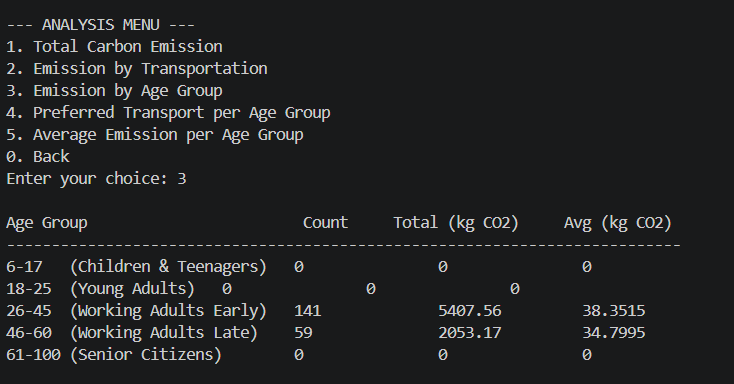 --- ANALYSIS MENU ---
1. Total Carbon Emission
2. Emission by Transportation
3. Emission by Age Group
4. Preferred Transport per Age Group
5. Average Emission per Age Group
0. Back
Enter your choice: 3

Age Group                        Count     Total (kg CO2)     Avg (kg CO2)
---------------------------------------------------------------------------
6-17   (Children & Teenagers)   0               0               0
18-25  (Young Adults)   0               0               0
26-45  (Working Adults Early)   141             5407.56         38.3515
46-60  (Working Adults Late)    59              2053.17         34.7995
61-100 (Senior Citizens)        0               0               0